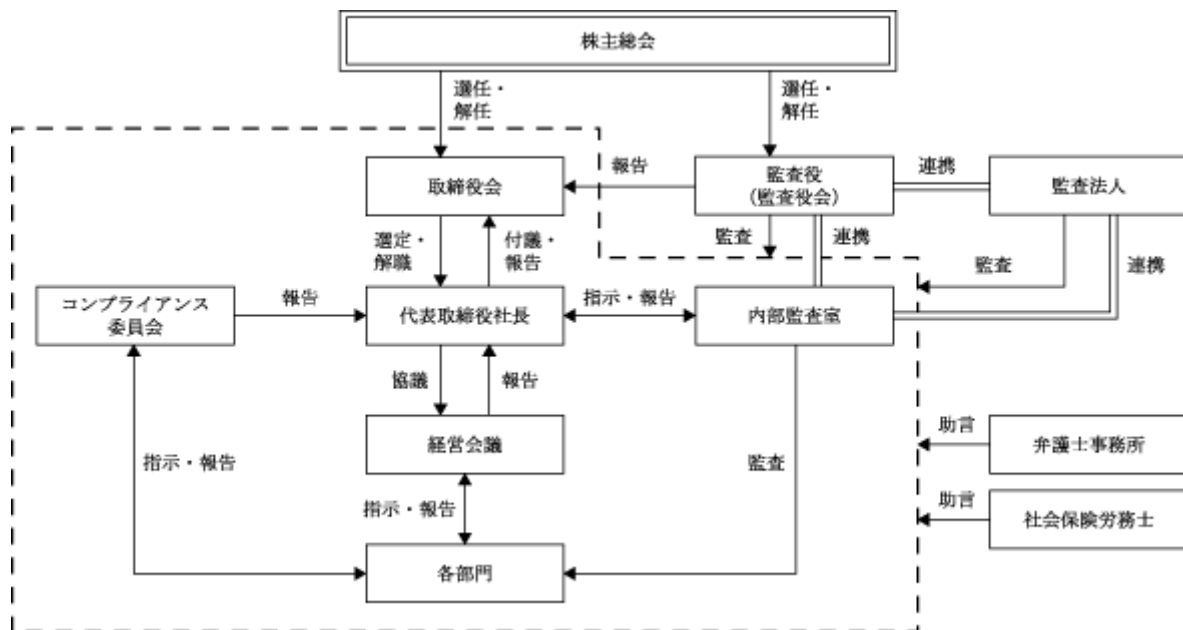 株主総会
選任・
解任
選任・
解任
取締役会
報告
監査役
（監査役会）
連携
監査法人
選定・
解職
付議・
報告
監査
連携
監査
連携
コンプライアンス
委員会
報告
代表取締役社長
指示・報告
内部監査室
協議
報告
経営会議
助言
弁護士事務所
指示・報告
監査
指示・報告
助言
社会保険労務士
各部門